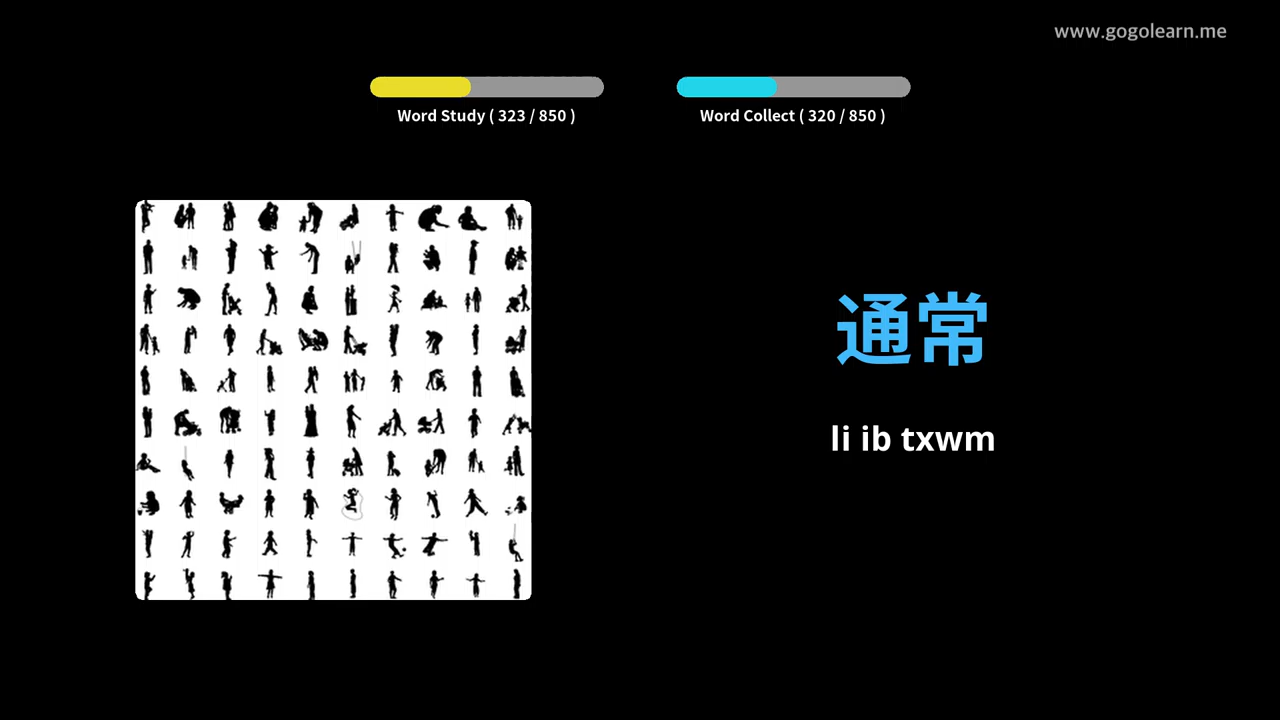 www.gogolearn.me
Word Study ( 323 / 850 )
Word Collect ( 320 / 850 )
通常
li ib txwm